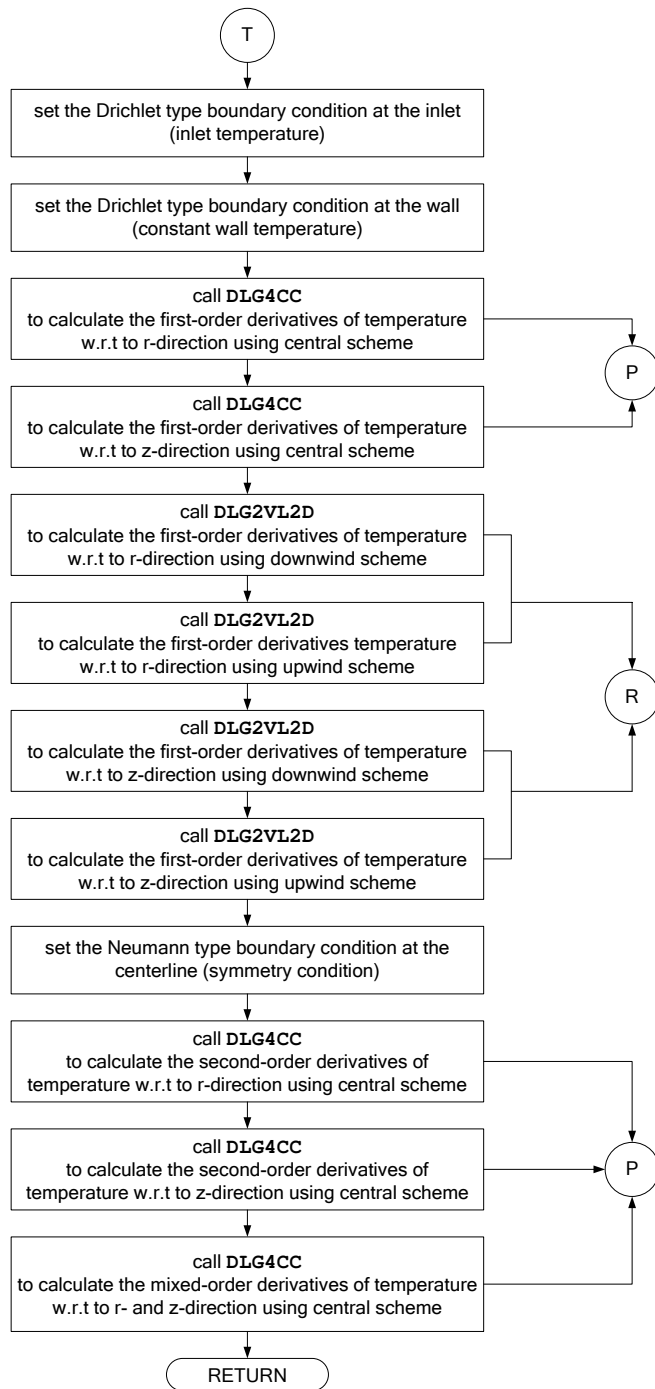 T
set the Drichlet type boundary condition at the inlet
(inlet temperature)
set the Drichlet type boundary condition at the wall
(constant wall temperature)
call DLG4CC
to calculate the first-order derivatives of temperature
w.r.t to r-direction using central scheme
P
call DLG4CC
to calculate the first-order derivatives of temperature
w.r.t to z-direction using central scheme
call DLG2VL2D
to calculate the first-order derivatives of temperature
w.r.t to r-direction using downwind scheme
call DLG2VL2D
to calculate the first-order derivatives temperature
w.r.t to r-direction using upwind scheme
R
call DLG2VL2D
to calculate the first-order derivatives of temperature
w.r.t to z-direction using downwind scheme
call DLG2VL2D
to calculate the first-order derivatives of temperature
w.r.t to z-direction using upwind scheme
set the Neumann type boundary condition at the
centerline (symmetry condition)
call DLG4CC
to calculate the second-order derivatives of
temperature w.r.t to r-direction using central scheme
call DLG4CC
to calculate the second-order derivatives of
temperature w.r.t to z-direction using central scheme
P
call DLG4CC
to calculate the mixed-order derivatives of temperature
w.r.t to r- and z-direction using central scheme
RETURN